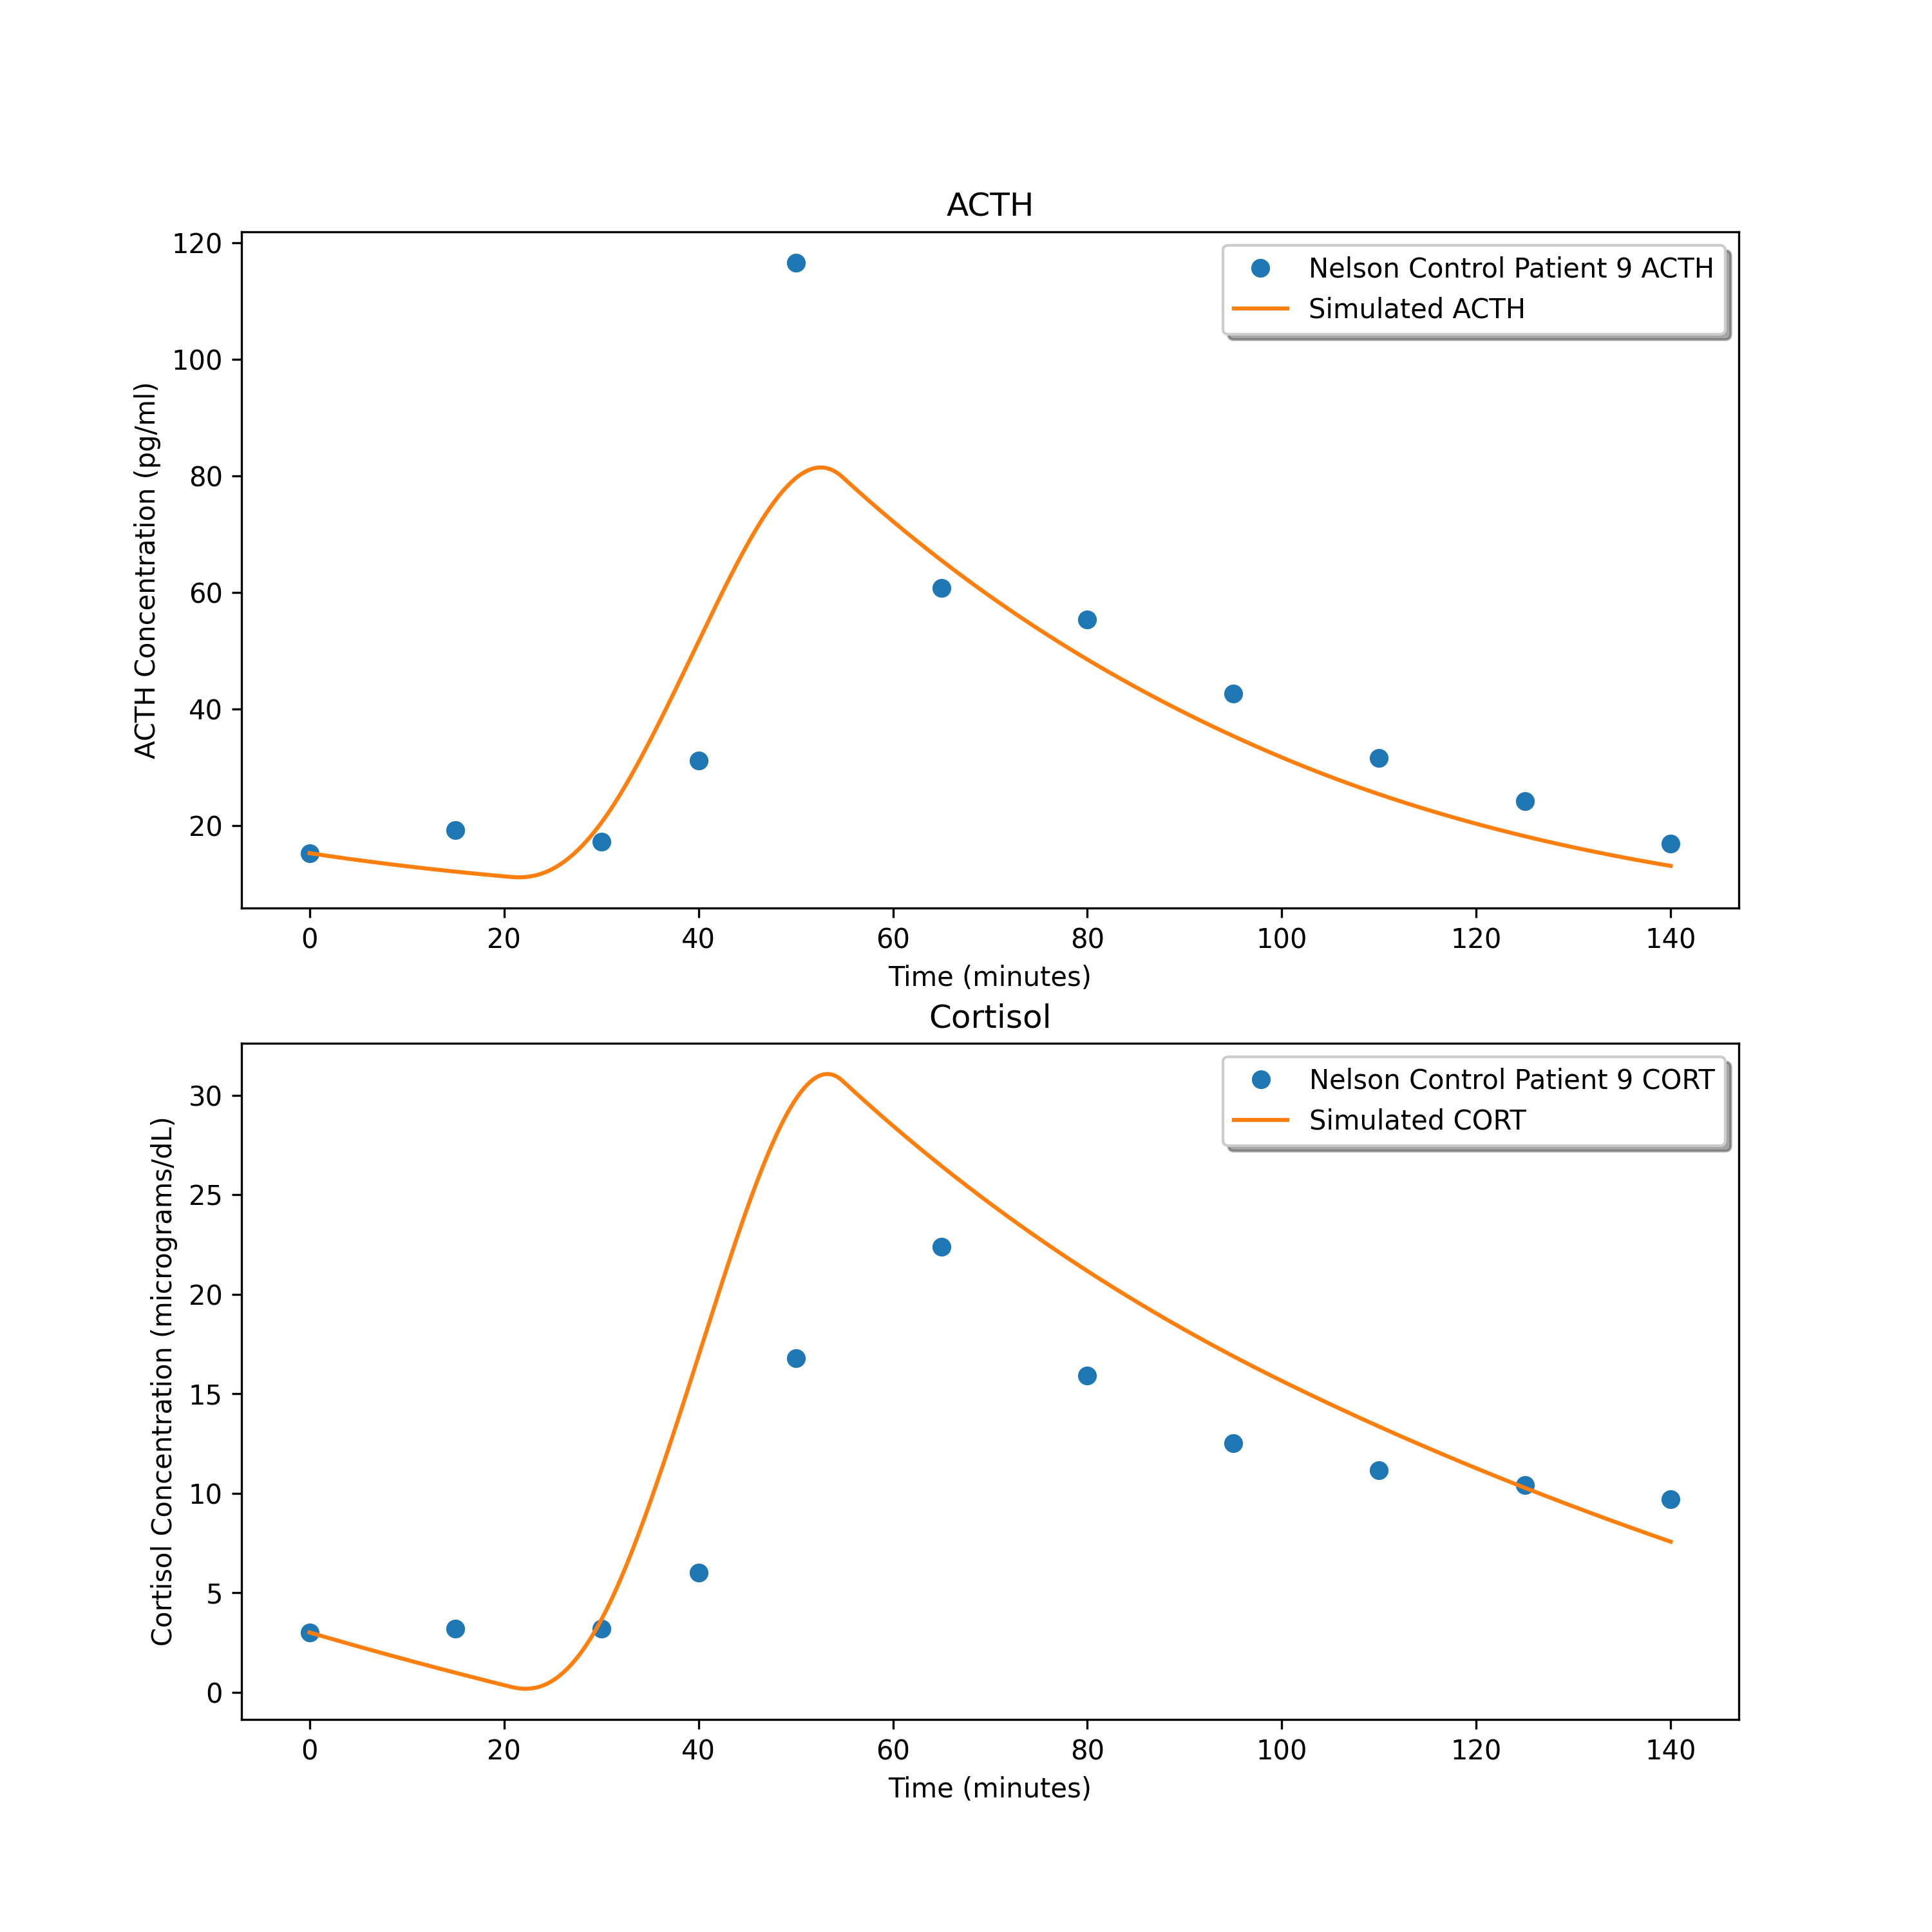 ACTH
120
100
80
60
40
20
ACTH Concentration (pg/ml)
Nelson Control Patient 9 ACTH
Simulated ACTH
0 20 40 60 80 100 120 140
Time (minutes)
Cortisol
30
25
20
15
10
5
0
Cortisol Concentration (micrograms/dL)
Nelson Control Patient 9 CORT
Simulated CORT
0 20 40 60 80 100 120 140
Time (minutes)